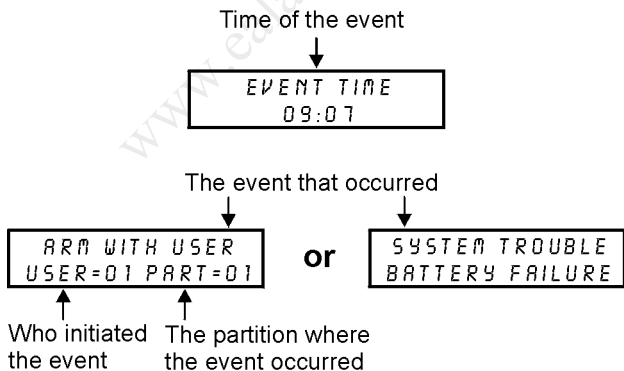 Time of the event
EVENT TIME
09:07
The event that occurred
ARM WITH USER
USER=01 PART=01
or
SYSTEM TROUBLE
BATTERY FAILURE
Who initiated
the event
The partition where
the event occurred